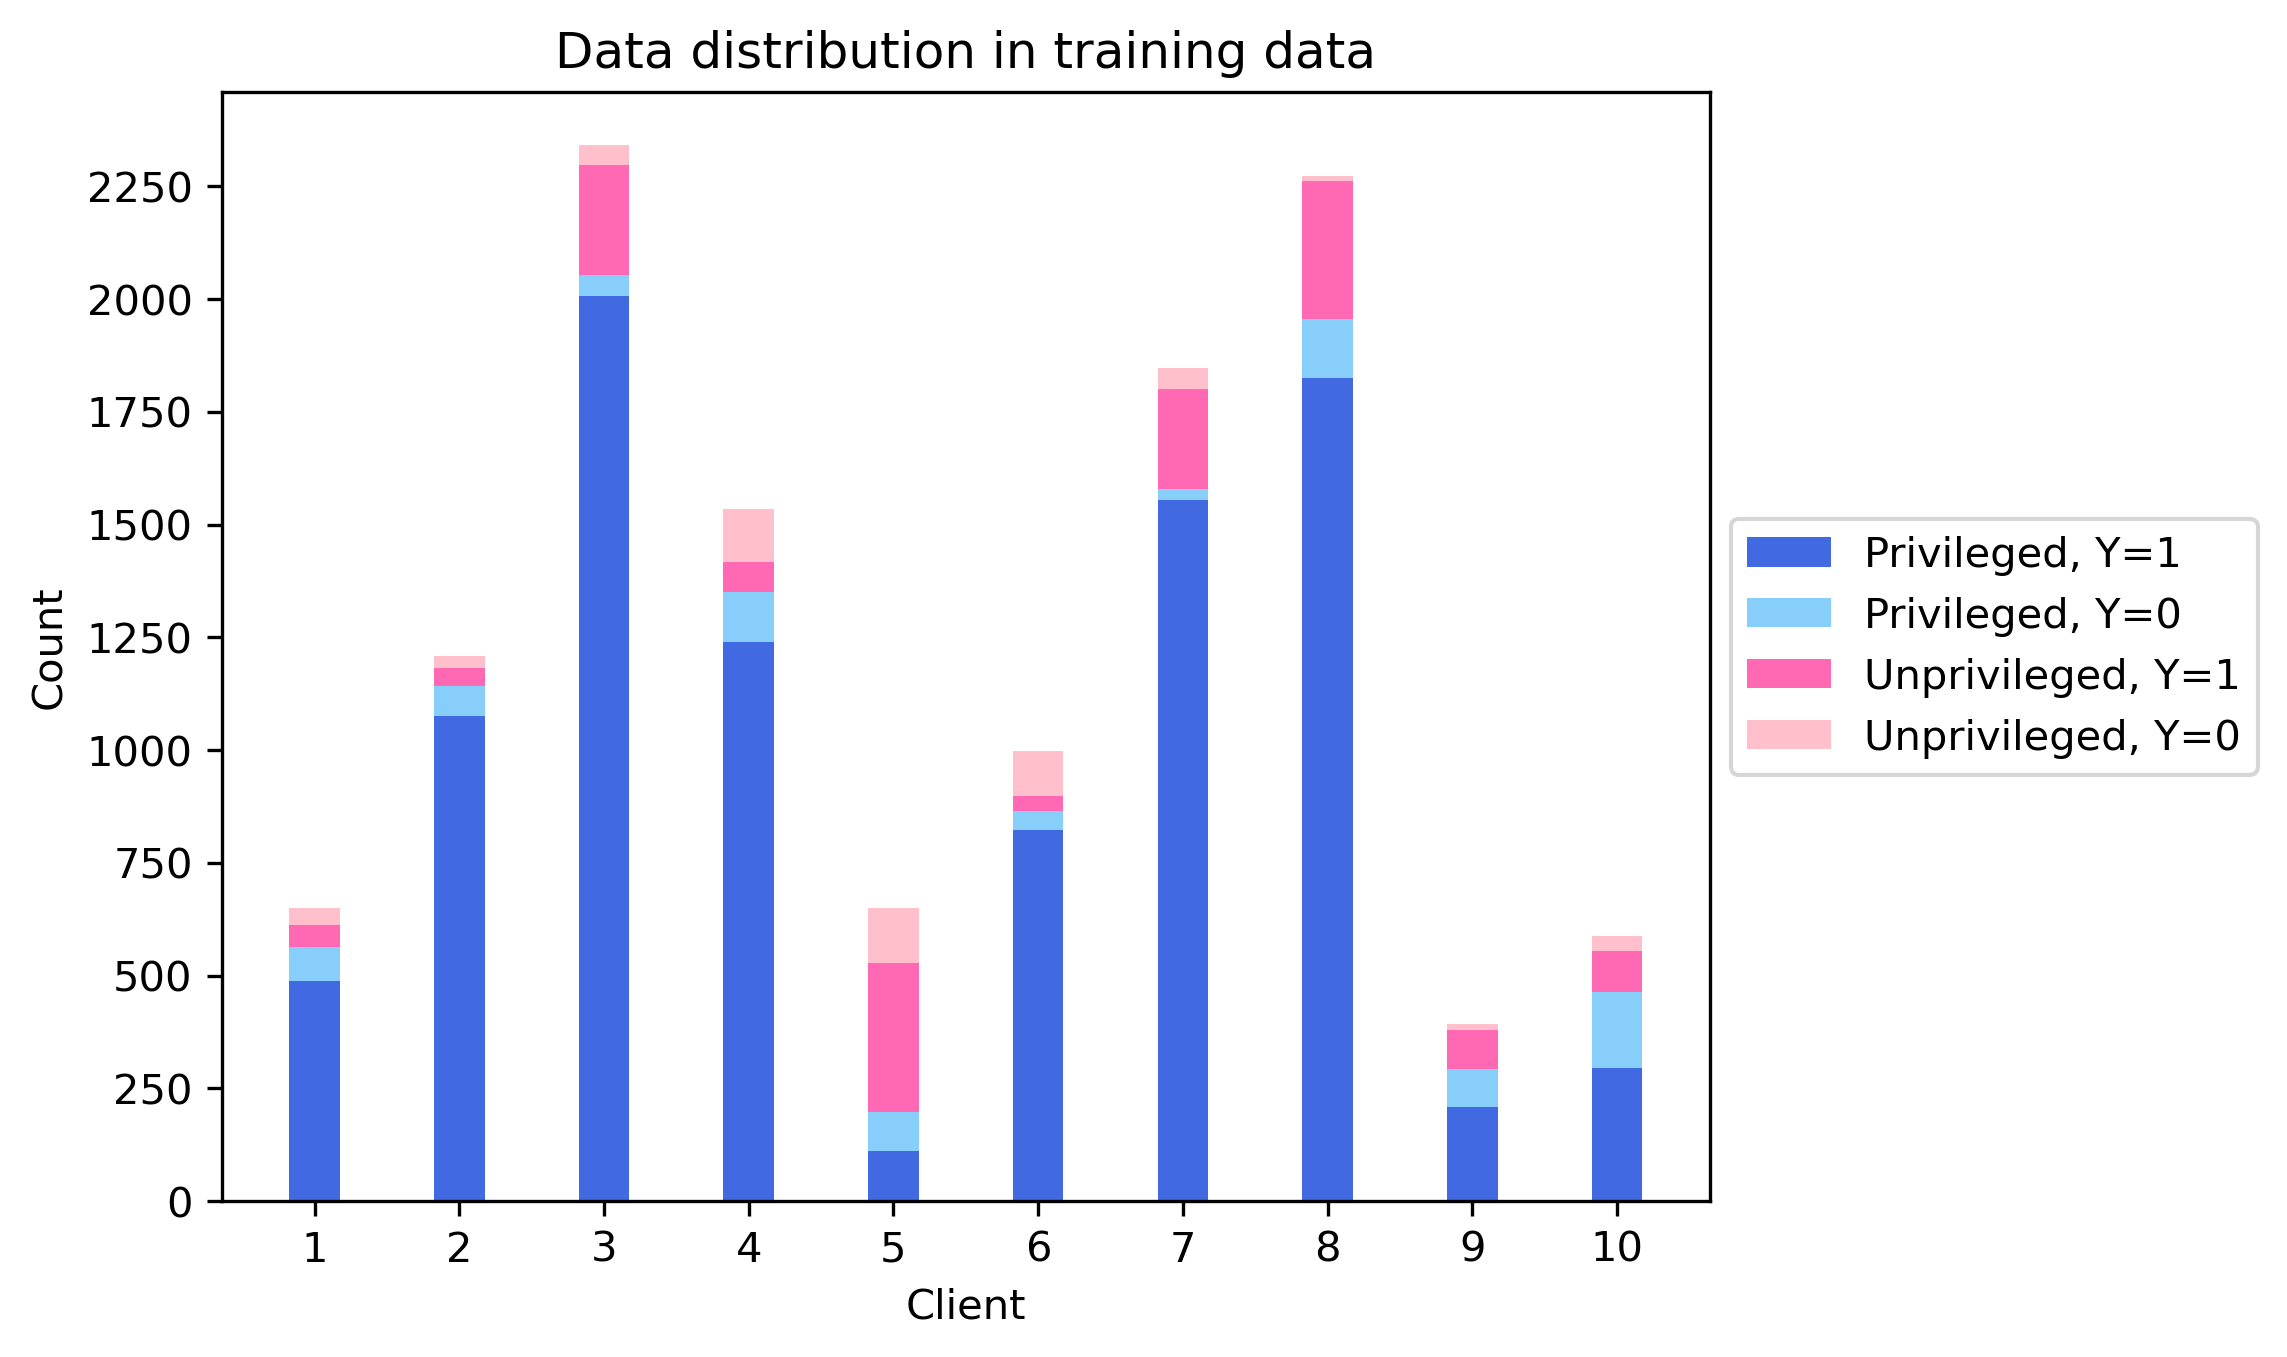 Data distribution in training data
Count
2250
2000
1750
1500
1250
1000
750
500
250
0
1 2 3 4 5 6 7 8 9 10
Client
Privileged, Y=1
Privileged, Y=0
Unprivileged, Y=1
Unprivileged, Y=0